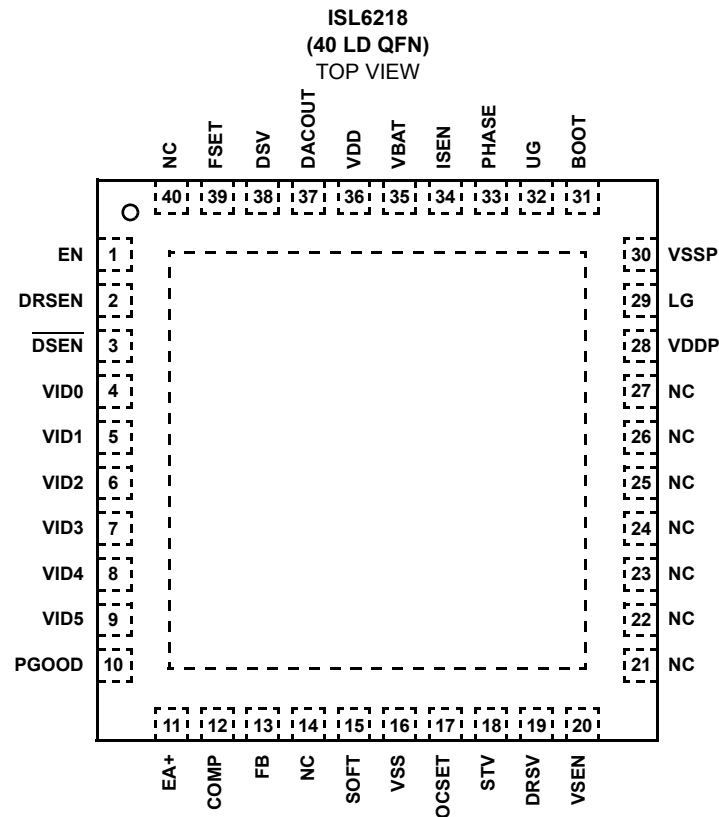 ISL6218
(40 LD QFN)
TOP VIEW
NC FSET DSV DACOUT VDD VBAT ISEN PHASE UG BOOT
40 39 38 37 36 35 34 33 32 31
EN 1 30 VSSP
DRSEN 2 29 LG
DSEN 3 28 VDDP
VID0 4 27 NC
VID1 5 26 NC
VID2 6 25 NC
VID3 7 24 NC
VID4 8 23 NC
VID5 9 22 NC
PGOOD 10 21 NC
11 12 13 14 15 16 17 18 19 20
EA+ COMP FB NC SOFT VSS OCSET STV DRSV VSEN